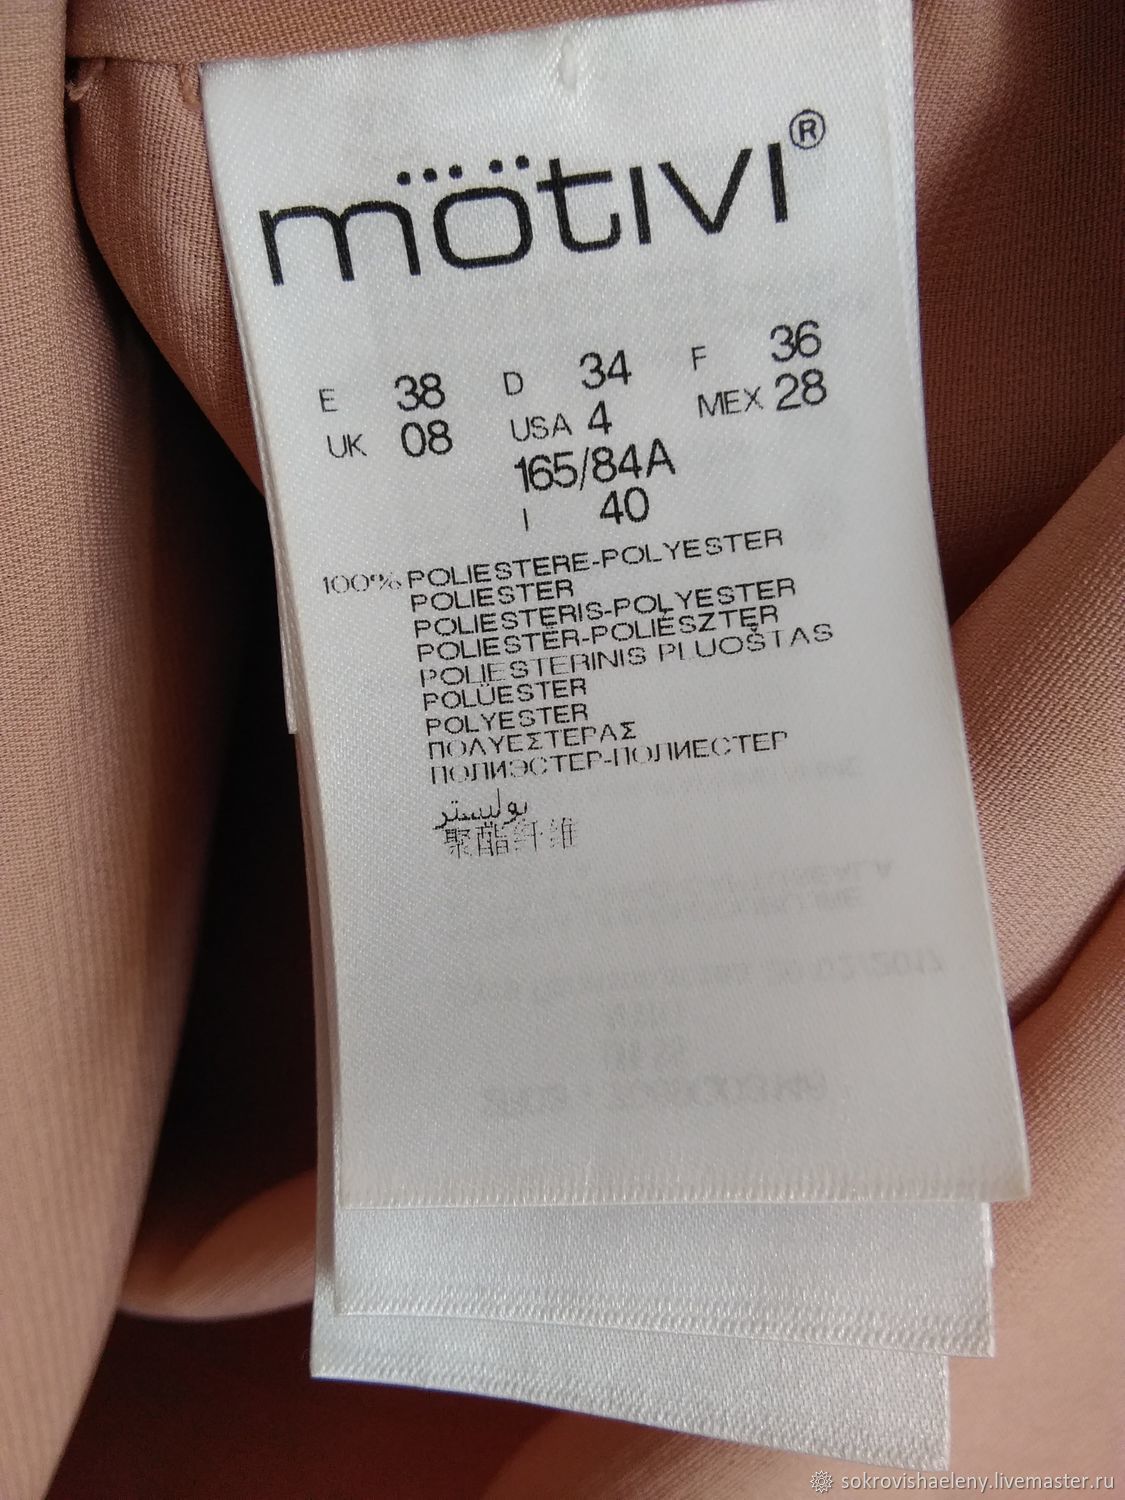 mötivi®
E 38 D 34 F 36
UK 08 USA 4 MEX 28
165/84A
I 40
100% POLIESTERE-POLYESTER
POLIESTER
POLIESTERIS-POLYESTER
POLIESTËR-POLIÉSZTER
POLIESTERINIS PLUOŠTAS
POLÜESTER
POLYESTER
ΠΟΛΥΕΣΤΕΡΑΣ
ПОЛИЭСТЕР-ПОЛИЕСТЕР
بوليستر
聚酯纤维
sokrovishaeleny.livemaster.ru